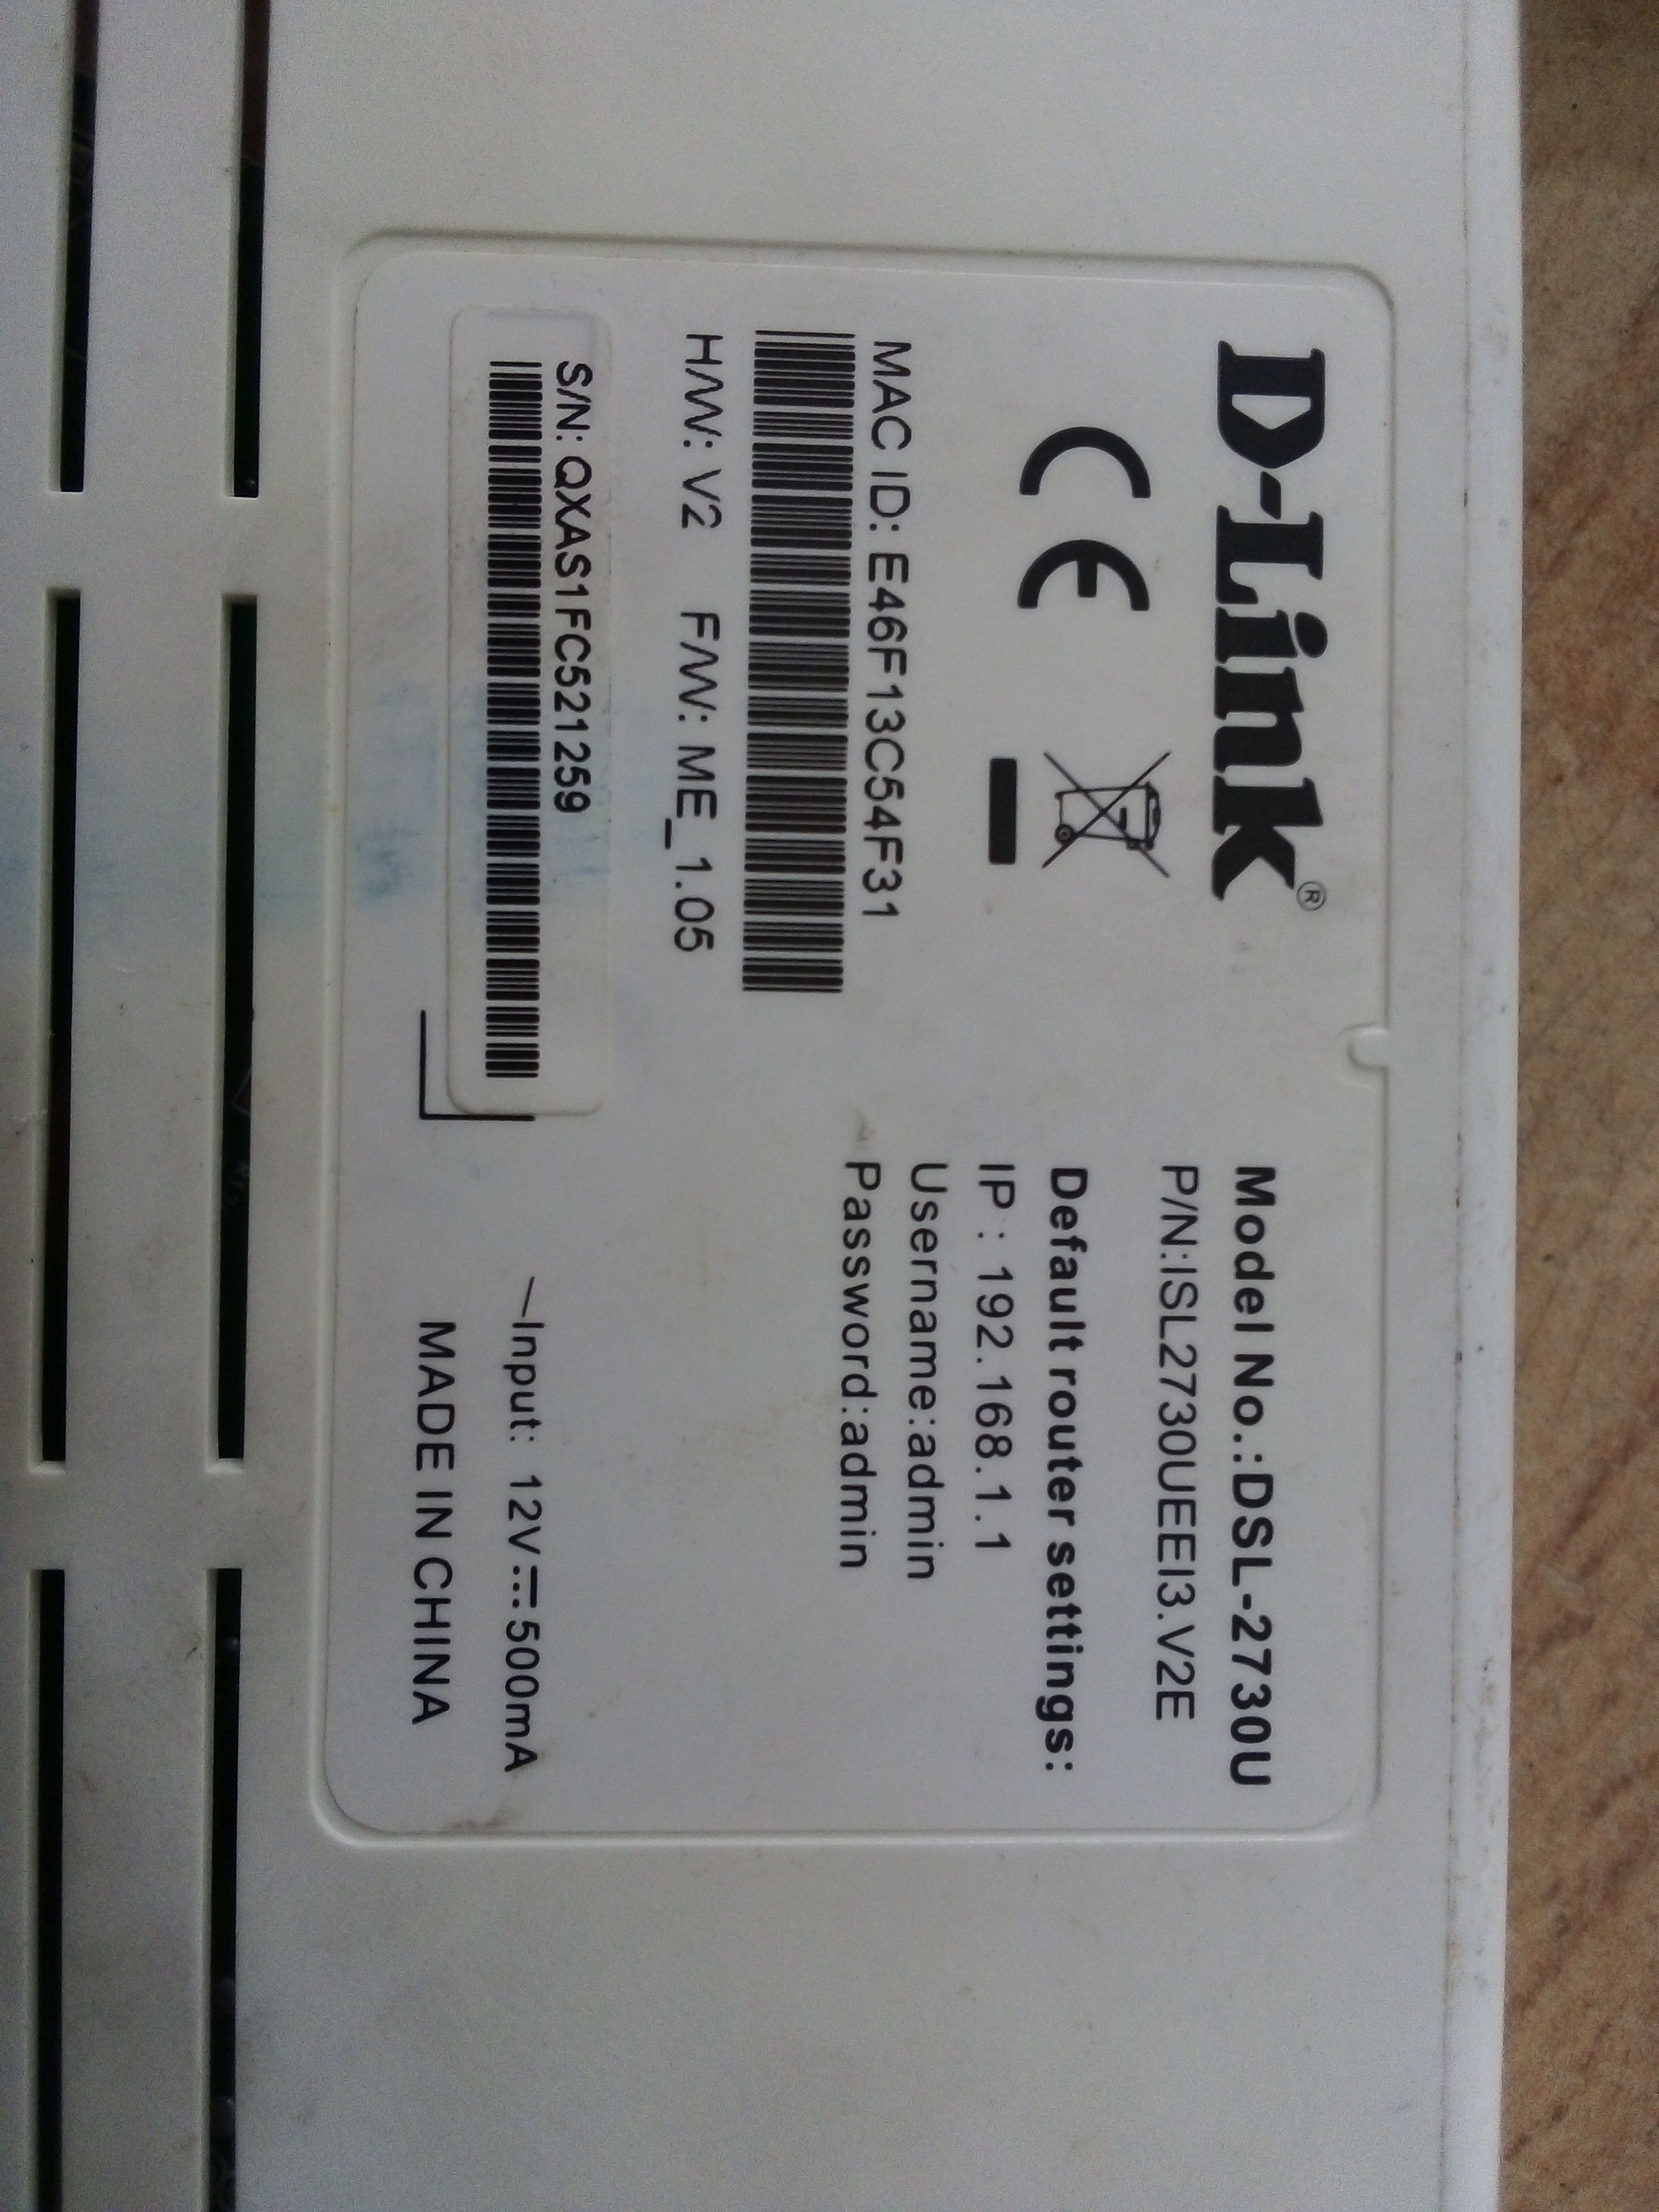 D-Link®
CE
MAC ID: E46F13C54F31
H/W: V2 F/W: ME_1.05
S/N: QXAS1FC521259
Model No.:DSL-2730U
P/N:ISL2730UEEI3.V2E
Default router settings:
IP : 192.168.1.1
Username:admin
Password:admin
Input: 12V⎓500mA
MADE IN CHINA